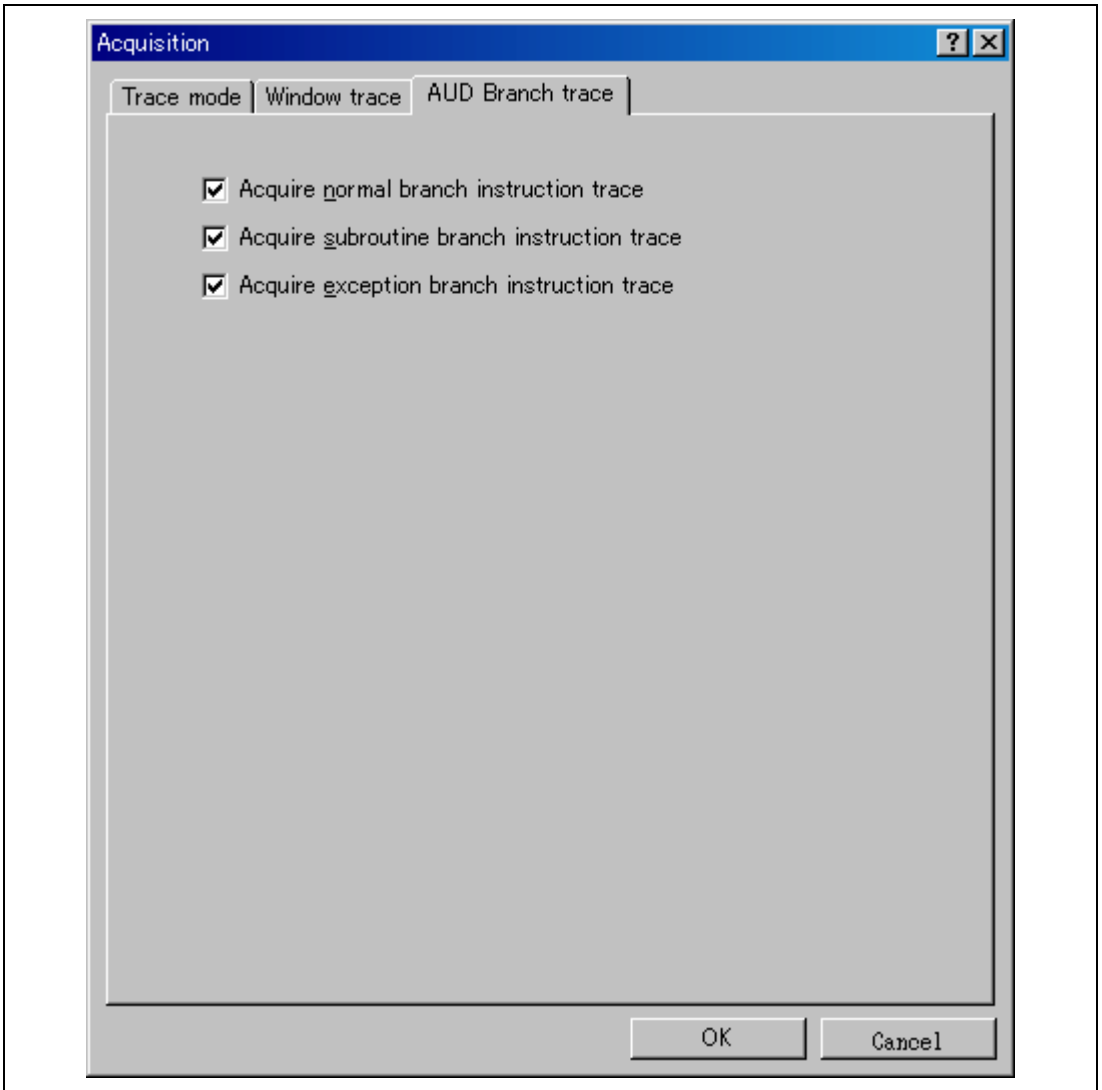 Acquisition
Trace mode Window trace AUD Branch trace
Acquire normal branch instruction trace
Acquire subroutine branch instruction trace
Acquire exception branch instruction trace
OK Cancel